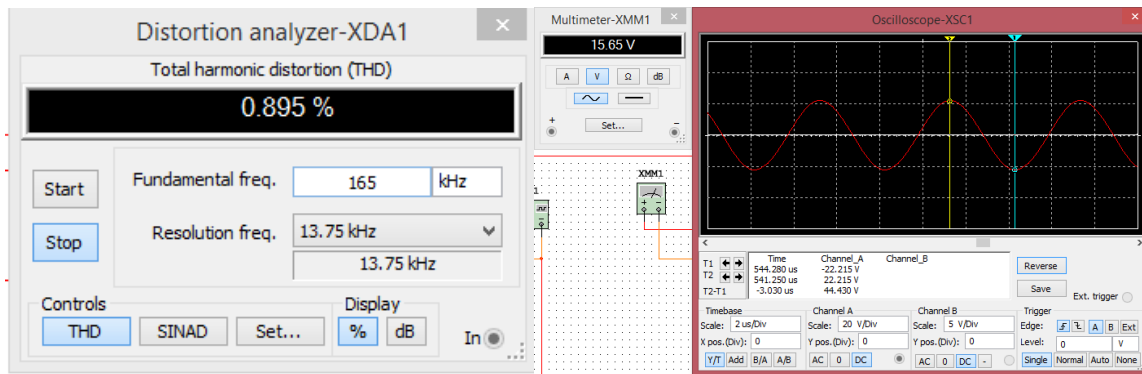 Distortion analyzer-XDA1
×
Total harmonic distortion (THD)
0.895 %
Start
Stop
Fundamental freq.
165
kHz
Resolution freq.
13.75 kHz
13.75 kHz
Controls
THD
SINAD
Set...
Display
%
dB
In
Multimeter-XMM1
×
15.65 V
A
V
Ω
dB
Set...
+
−
1
XMM1
Oscilloscope-XSC1
×
Time Channel_A Channel_B
T1 544.280 us -22.215 V
T2 541.250 us 22.215 V
T2-T1 -3.030 us 44.430 V
Reverse
Save
Ext. trigger
Timebase
Scale: 2 us/Div
X pos.(Div): 0
Y/T Add B/A A/B
Channel A
Scale: 20 V/Div
Y pos.(Div): 0
AC 0 DC
Channel B
Scale: 5 V/Div
Y pos.(Div): 0
AC 0 DC -
Trigger
Edge: A B Ext
Level: 0 V
Single Normal Auto None